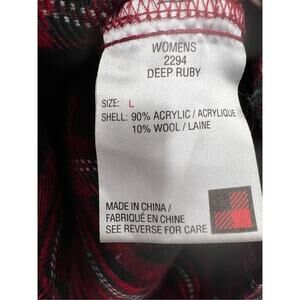 WOMENS
2294
DEEP RUBY
SIZE: L
SHELL: 90% ACRYLIC / ACRYLIQUE
10% WOOL / LAINE
MADE IN CHINA /
FABRIQUÉ EN CHINE
SEE REVERSE FOR CARE